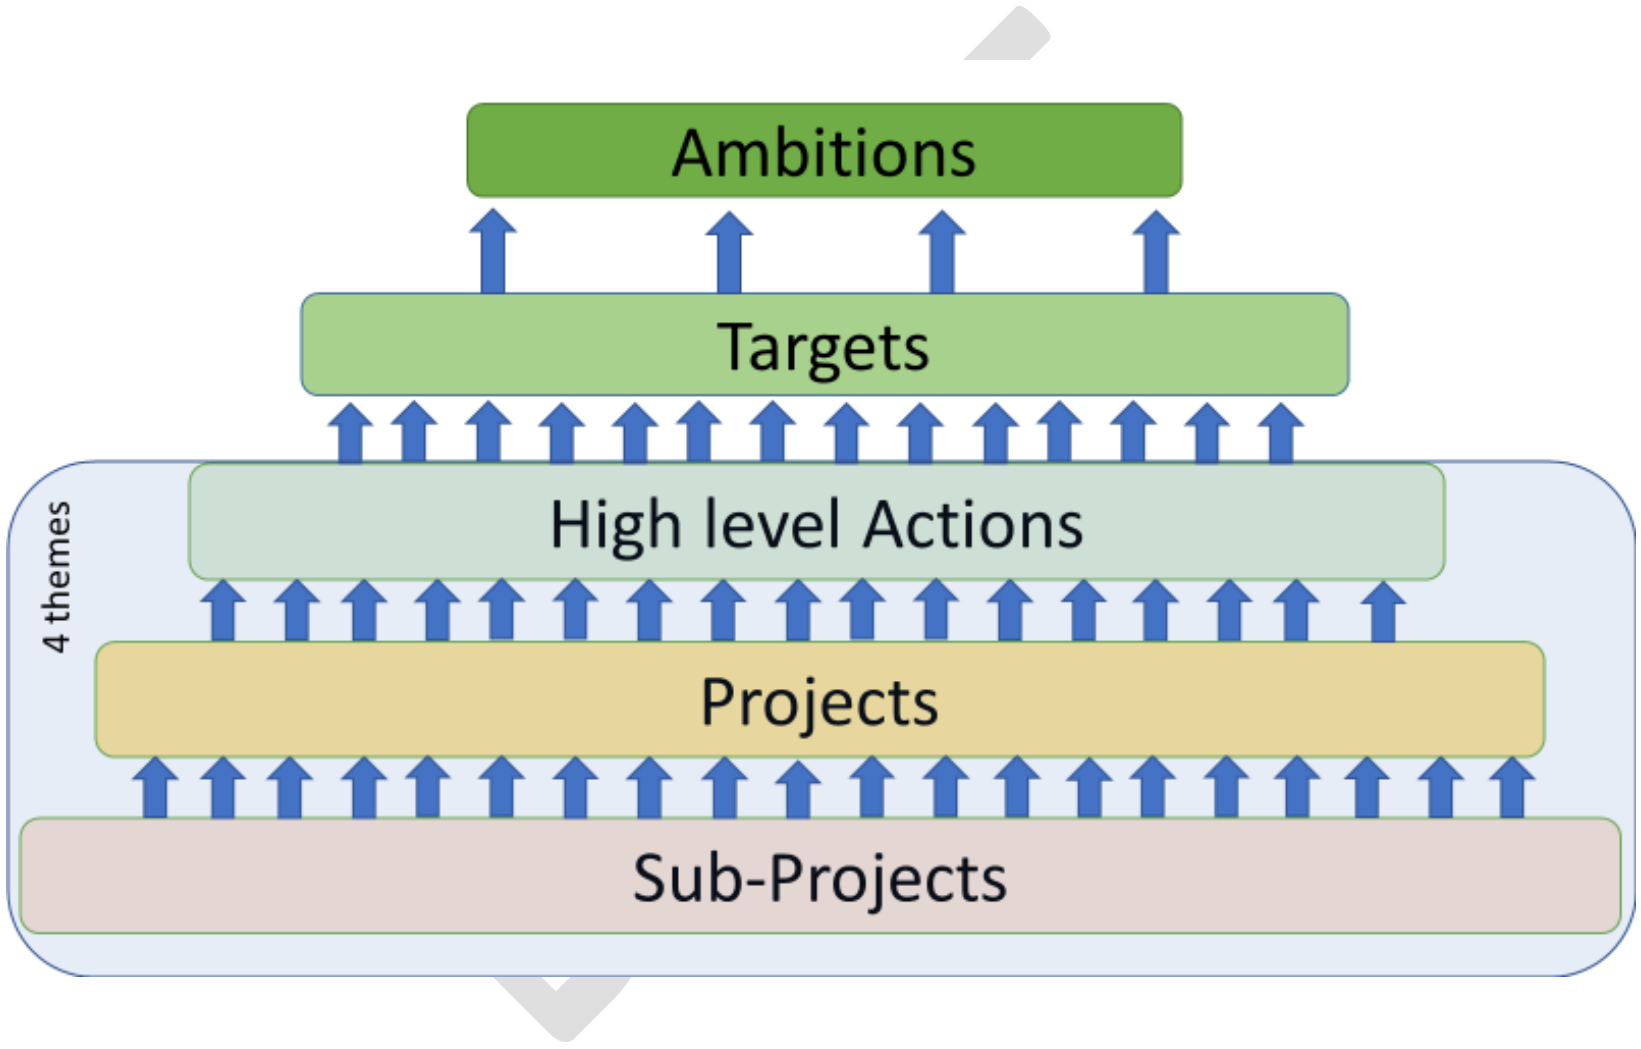 Ambitions
Targets
4 themes
High level Actions
Projects
Sub-Projects